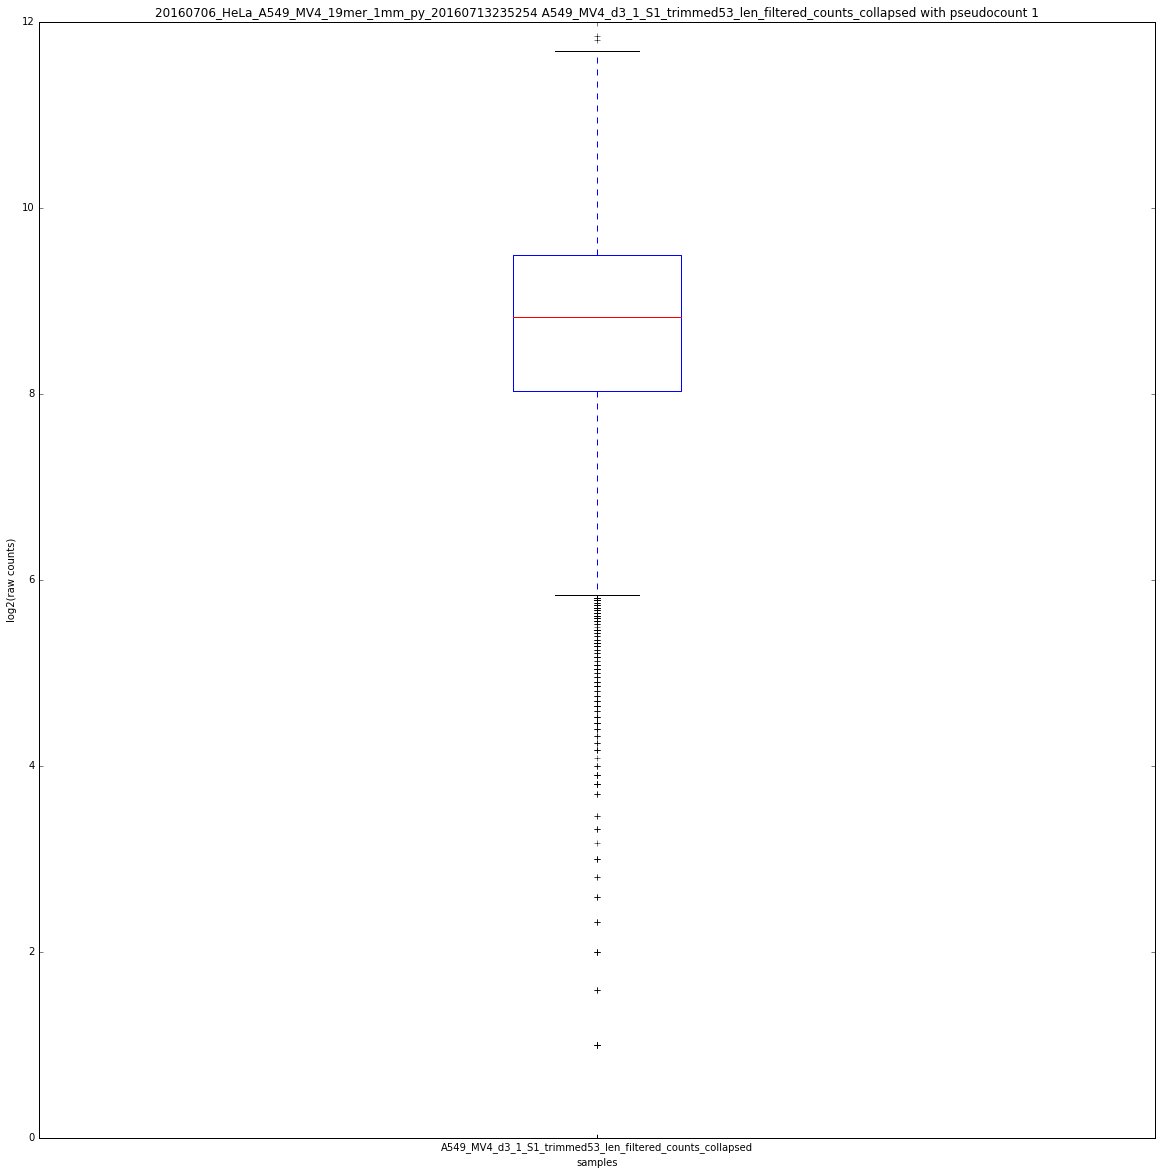 20160706_HeLa_A549_MV4_19mer_1mm_py_20160713235254 A549_MV4_d3_1_S1_trimmed53_len_filtered_counts_collapsed with pseudocount 1
12
10
8
6
4
2
0
log2(raw counts)
A549_MV4_d3_1_S1_trimmed53_len_filtered_counts_collapsed
samples